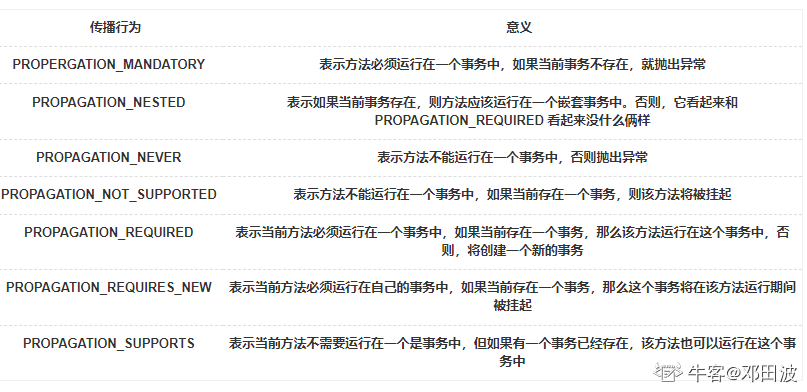 传播行为 意义
PROPERGATION_MANDATORY 表示方法必须运行在一个事务中，如果当前事务不存在，就抛出异常
PROPAGATION_NESTED 表示如果当前事务存在，则方法应该运行在一个嵌套事务中。否则，它看起来和
PROPAGATION_REQUIRED 看起来没什么俩样
PROPAGATION_NEVER 表示方法不能运行在一个事务中，否则抛出异常
PROPAGATION_NOT_SUPPORTED 表示方法不能运行在一个事务中，如果当前存在一个事务，则该方法将被挂起
PROPAGATION_REQUIRED 表示当前方法必须运行在一个事务中，如果当前存在一个事务，那么该方法运行在这个事务中，否
则，将创建一个新的事务
PROPAGATION_REQUIRES_NEW 表示当前方法必须运行在自己的事务中，如果当前存在一个事务，那么这个事务将在该方法运行期间
被挂起
PROPAGATION_SUPPORTS 表示当前方法不需要运行在一个是事务中，但如果有一个事务已经存在，该方法也可以运行在这个事
务中
牛客@邓田波